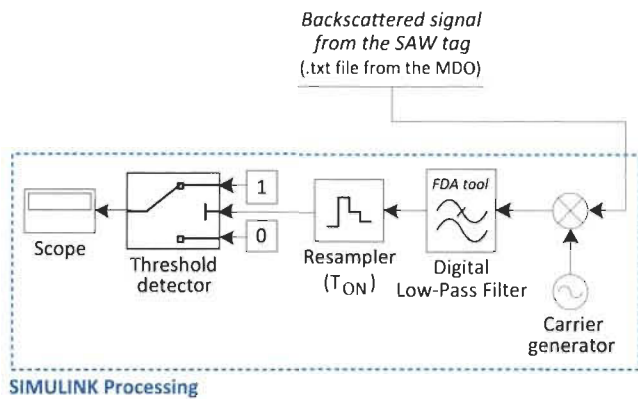 Backscattered signal
from the SAW tag
(.txt file from the MDO)
1
0
FDA tool
Scope
Threshold
detector
Resampler
(TON)
Digital
Low-Pass Filter
Carrier
generator
SIMULINK Processing